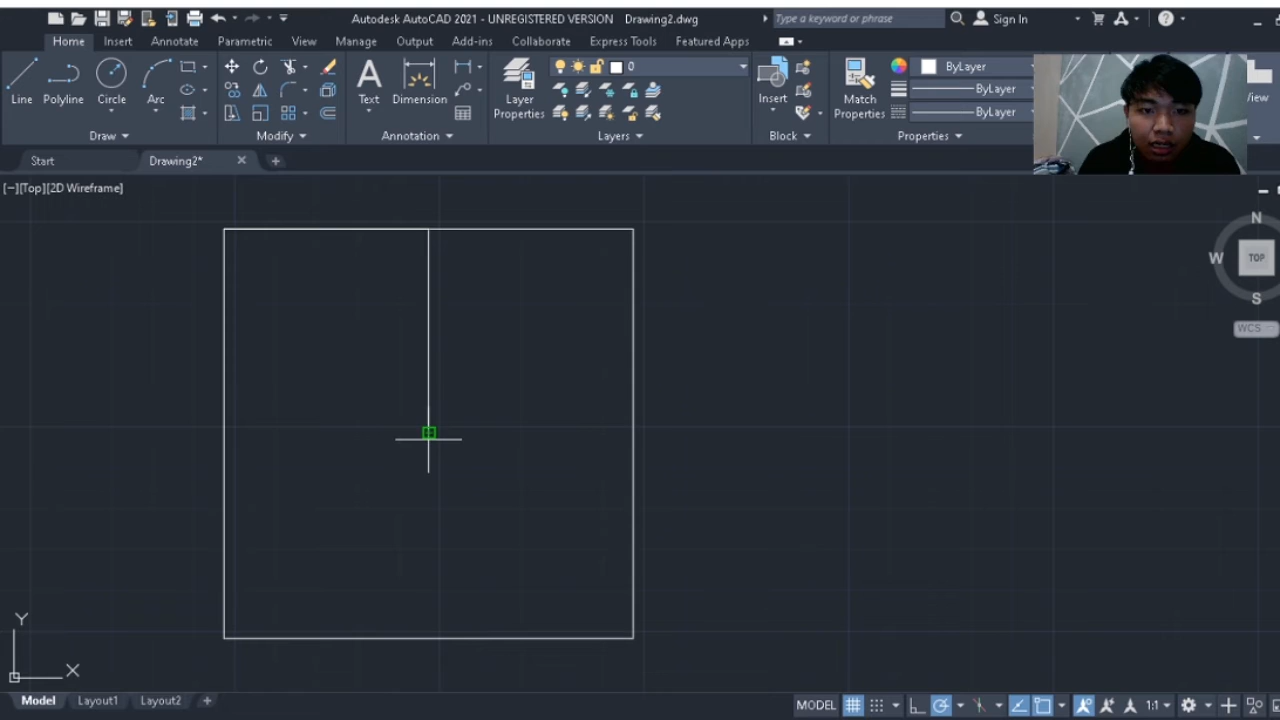 Autodesk AutoCAD 2021 - UNREGISTERED VERSION Drawing2.dwg
Type a keyword or phrase
Sign In
Home Insert Annotate Parametric View Manage Output Add-ins Collaborate Express Tools Featured Apps
Line Polyline Circle Arc
Draw
Modify
Text Dimension
Annotation
Layer Properties
0
Layers
Insert
Block
Match Properties
ByLayer
ByLayer
ByLayer
Properties
Start Drawing2*
[−][Top][2D Wireframe]
N
W TOP
S
WCS
Y
X
Model Layout1 Layout2
MODEL 1:1